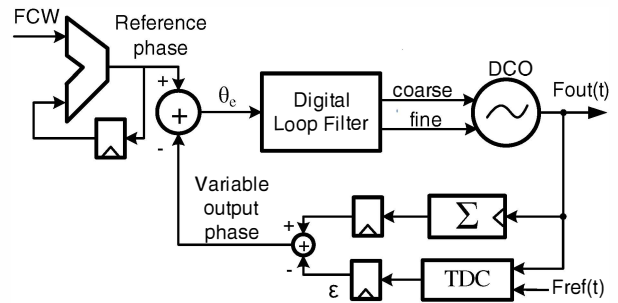 FCW
Reference
phase
+
+
-
θe
Digital
Loop Filter
coarse
fine
DCO
Fout(t)
Variable
output
phase
+
+
-
Σ
ε
TDC
Fref(t)